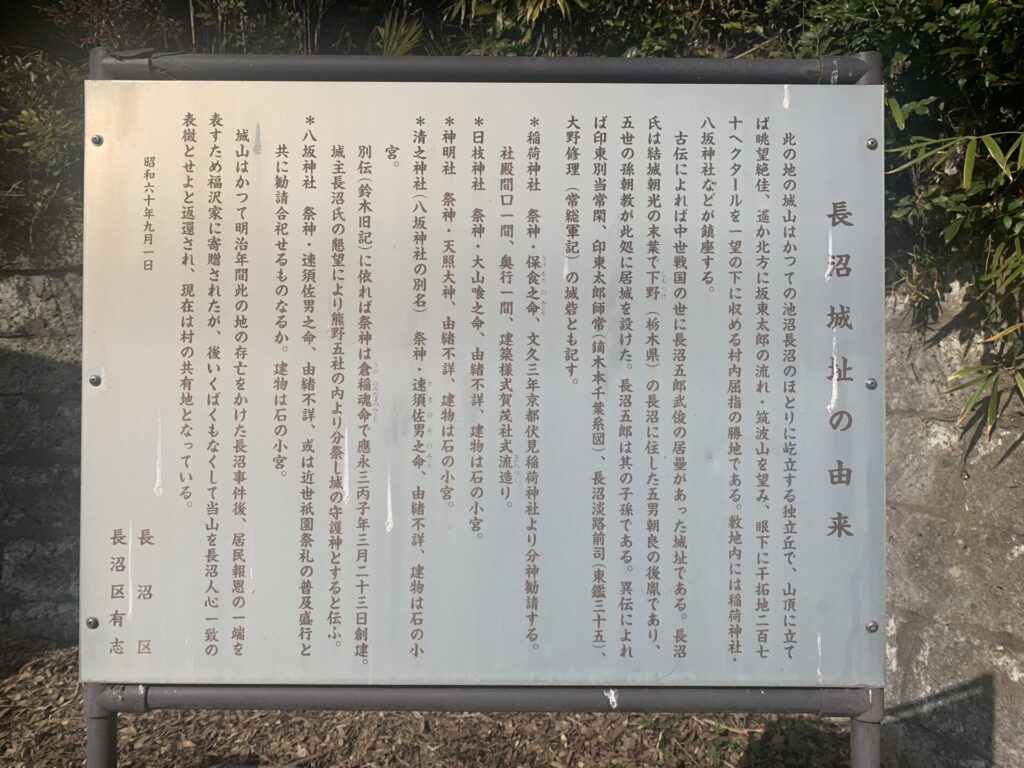 長沼城址の由来
此の地の城山はかつての池沼長沼のほとりに屹立する独立丘で、山頂に立て
ば眺望絶佳、遙か北方に坂東太郎の流れ・筑波山を望み、眼下に干拓地二百七
十ヘクタールを一望の下に収める村内屈指の勝地である。敷地内には稲荷神社・
八坂神社などが鎮座する。
古伝によれば中世戦国の世に長沼五郎武俊の居塁があった城址である。長沼
氏は結城朝光の末葉で下野（栃木県）の長沼に住した五男朝良の後胤であり、
五世の孫朝教が此処に居城を設けた。長沼五郎は其の子孫である。異伝によれ
ば印東別当常閑、印東太郎師常（鏑木本千葉系図）、長沼淡路前司（東鑑三十五）、
大野修理（常総軍記）の城砦とも記す。
＊稲荷神社　祭神・保食之命、文久三年京都伏見稲荷神社より分神勧請する。
社殿間口一間、奥行一間、建築様式賀茂社式流造り。
＊日枝神社　祭神・大山喰之命、由緒不詳、建物は石の小宮。
＊神明社　祭神・天照大神、由緒不詳、建物は石の小宮。
＊清之神社（八坂神社の別名）　祭神・速須佐男之命、由緒不詳、建物は石の小
宮。
別伝（鈴木旧記）に依れば祭神は倉稲魂命で應永三丙子年三月二十三日創建。
城主長沼氏の懇望により熊野五社の内より分祭し城の守護神とすると伝ふ。
＊八坂神社　祭神・速須佐男之命、由緒不詳、或は近世祇園祭礼の普及盛行と
共に勧請合祀せるものなるか。建物は石の小宮。
城山はかつて明治年間此の地の存亡をかけた長沼事件後、居民報恩の一端を
表すため福沢家に寄贈されたが、後いくばくもなくして当山を長沼人心一致の
表徴とせよと返還され、現在は村の共有地となっている。
昭和六十年九月一日
長沼区
長沼区有志